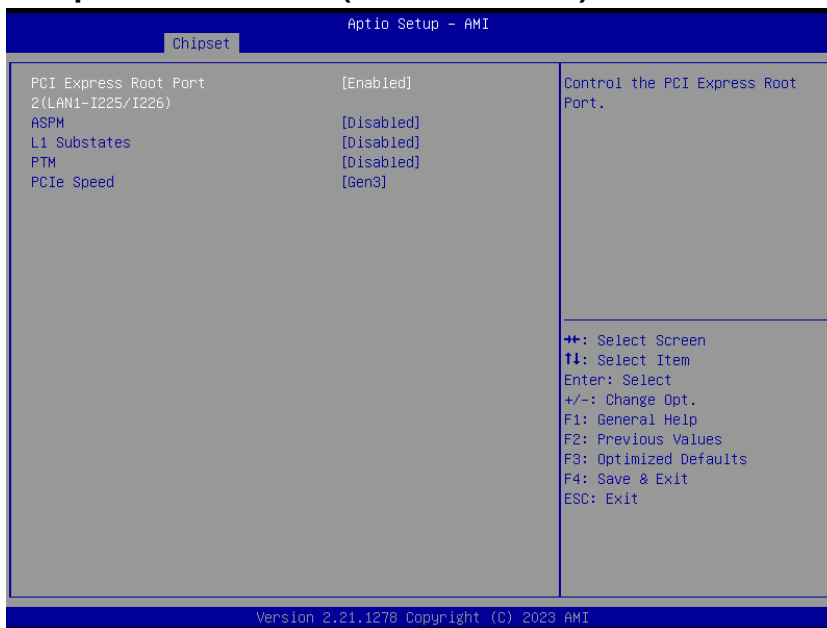 Aptio Setup – AMI
Chipset
PCI Express Root Port [Enabled]
2(LAN1-I225/I226)
ASPM [Disabled]
L1 Substates [Disabled]
PTM [Disabled]
PCIe Speed [Gen3]
Control the PCI Express Root
Port.
→←: Select Screen
↑↓: Select Item
Enter: Select
+/-: Change Opt.
F1: General Help
F2: Previous Values
F3: Optimized Defaults
F4: Save & Exit
ESC: Exit
Version 2.21.1278 Copyright (C) 2023 AMI